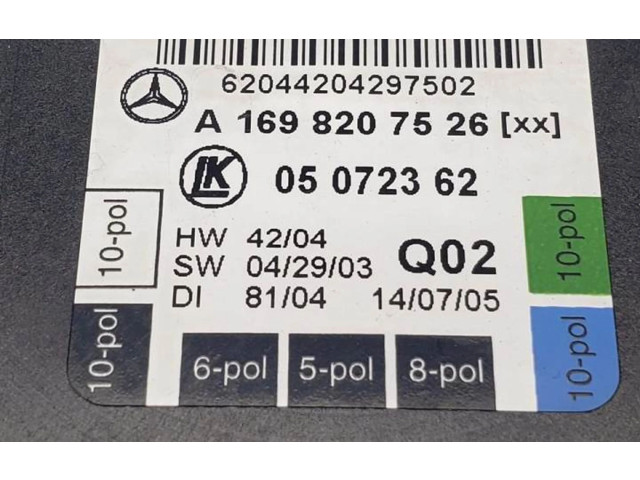 62044204297502
A 169 820 75 26 [xx]
LK 05 0723 62
10-pol
HW 42/04
SW 04/29/03
DI 81/04 14/07/05
Q02
10-pol
10-pol
6-pol
5-pol
8-pol
10-pol